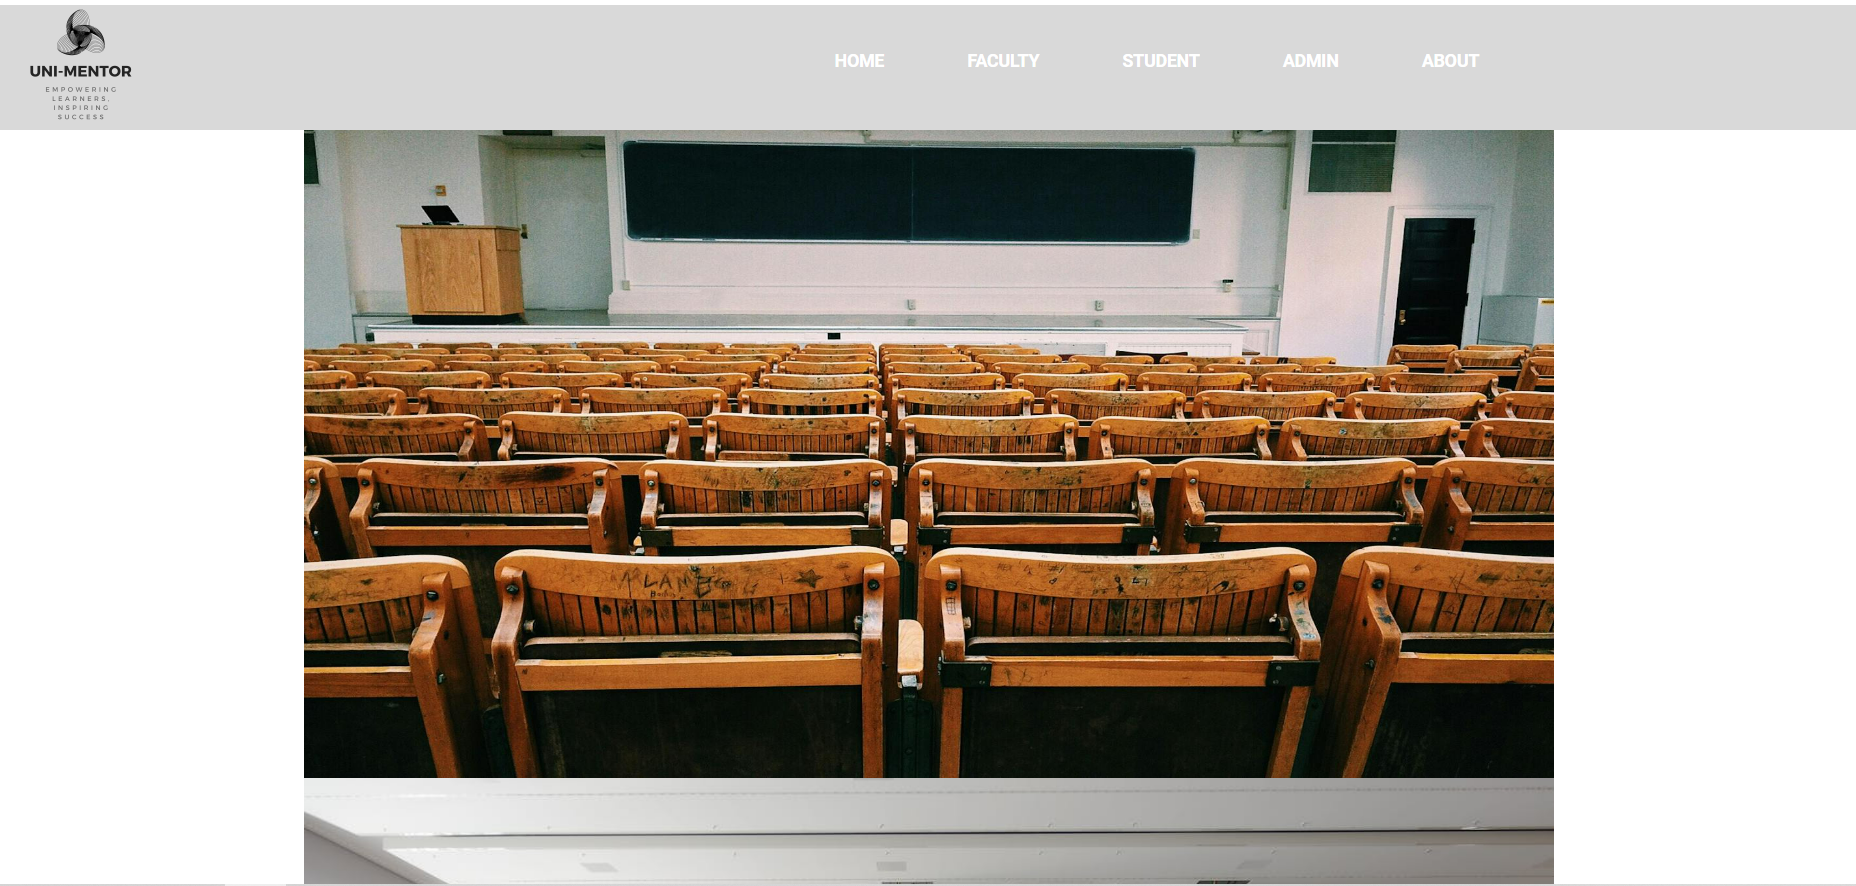 UNI-MENTOR
EMPOWERING
LEARNERS.
INSPIRING
SUCCESS
HOME FACULTY STUDENT ADMIN ABOUT